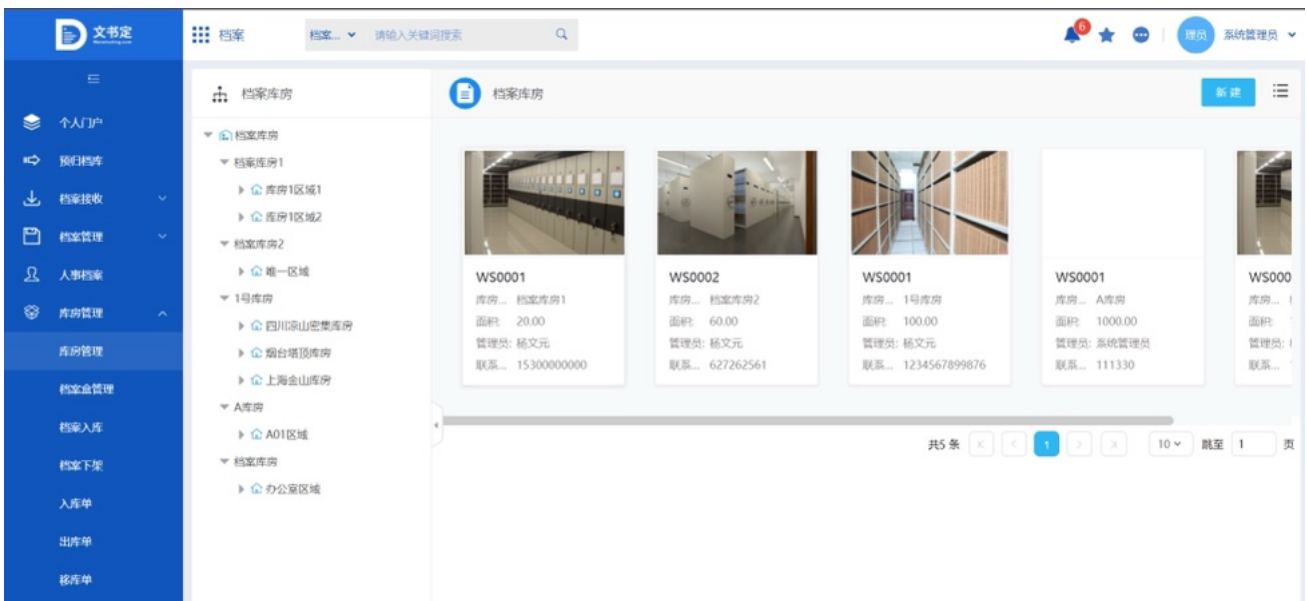 文书定
档案
档案...
请输入关键词搜索
6
理员
系统管理员
个人门户
预归档库
档案接收
档案管理
人事档案
库房管理
库房管理
档案盒管理
档案入库
档案下架
入库单
出库单
移库单
档案库房
档案库房
档案库房1
库房1区域1
库房1区域2
档案库房2
唯一区域
1号库房
四川凉山密集库房
烟台塔顶库房
上海金山库房
A库房
A01区域
档案库房
办公室区域
档案库房
新建
WS0001
库房... 档案库房1
面积: 20.00
管理员: 杨文元
联系... 15300000000
WS0002
库房... 档案库房2
面积: 60.00
管理员: 杨文元
联系... 627262561
WS0001
库房... 1号库房
面积: 100.00
管理员: 杨文元
联系... 1234567899876
WS0001
库房... A库房
面积: 1000.00
管理员: 系统管理员
联系... 111330
WS000
库房...
面积:
管理员:
联系...
共5 条
1
10
跳至 1 页